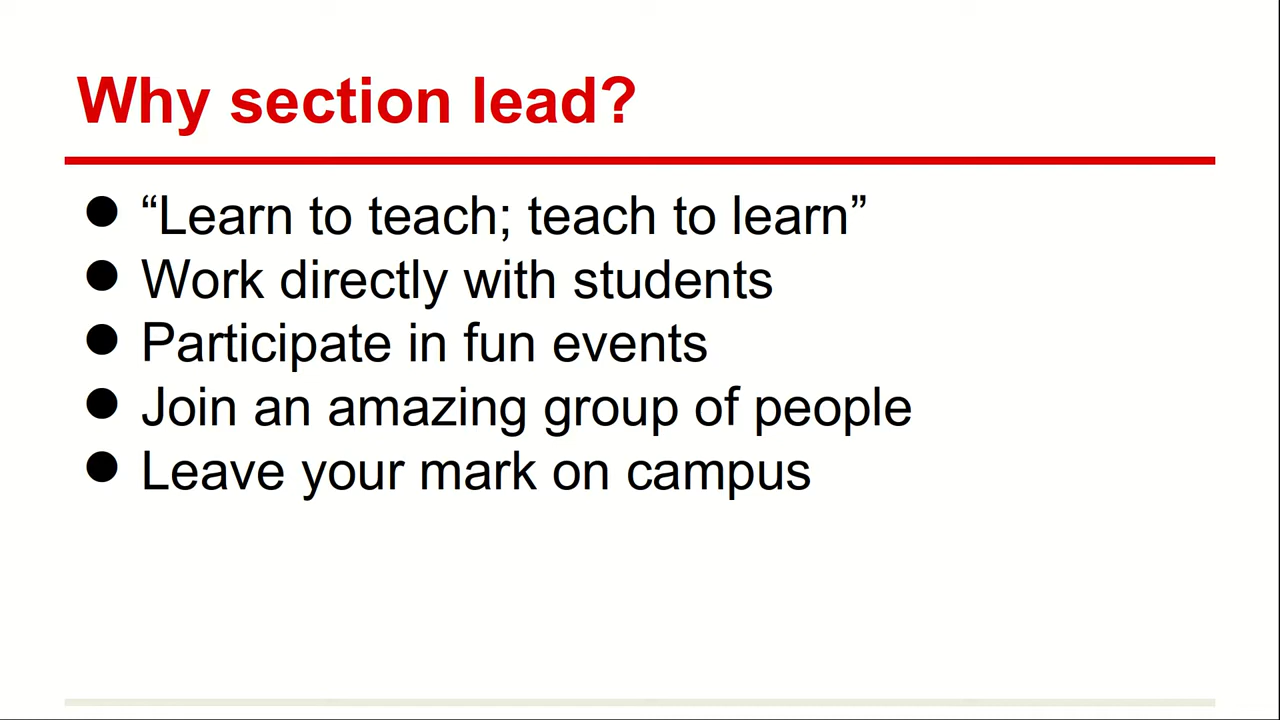 Why section lead?
● “Learn to teach; teach to learn”
● Work directly with students
● Participate in fun events
● Join an amazing group of people
● Leave your mark on campus